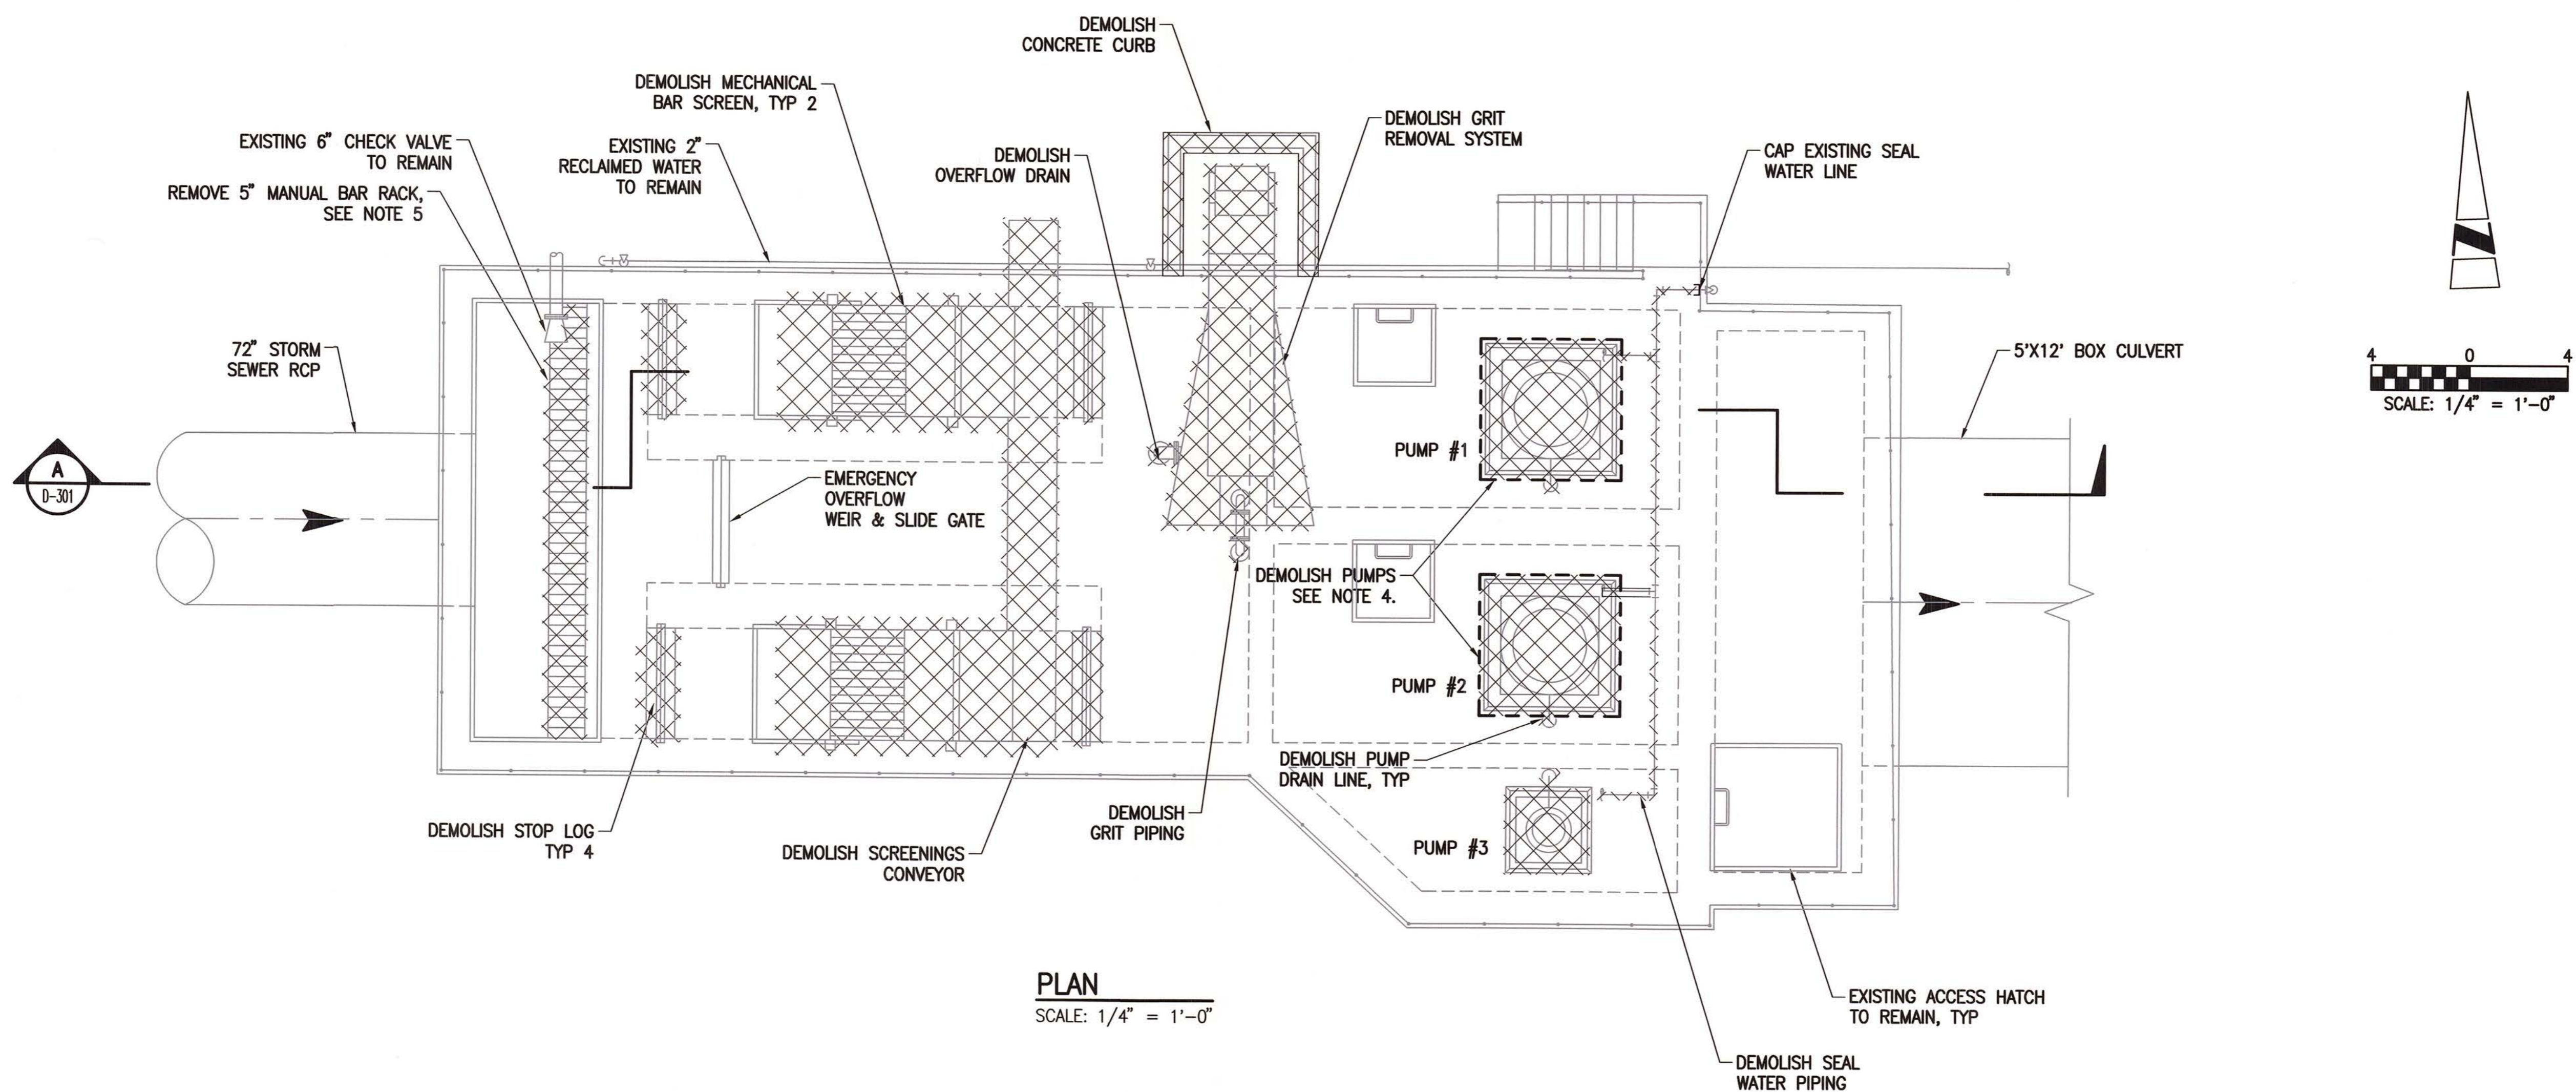 DEMOLISH
CONCRETE CURB
DEMOLISH MECHANICAL
BAR SCREEN, TYP 2
EXISTING 6" CHECK VALVE
TO REMAIN
EXISTING 2"
RECLAIMED WATER
TO REMAIN
DEMOLISH
OVERFLOW DRAIN
DEMOLISH GRIT
REMOVAL SYSTEM
CAP EXISTING SEAL
WATER LINE
REMOVE 5" MANUAL BAR RACK,
SEE NOTE 5
N
72" STORM
SEWER RCP
5'X12' BOX CULVERT
4 0 4
SCALE: 1/4" = 1'-0"
A
D-301
EMERGENCY
OVERFLOW
WEIR & SLIDE GATE
PUMP #1
DEMOLISH PUMPS
SEE NOTE 4.
PUMP #2
DEMOLISH PUMP
DRAIN LINE, TYP
DEMOLISH STOP LOG
TYP 4
DEMOLISH SCREENINGS
CONVEYOR
DEMOLISH
GRIT PIPING
PUMP #3
PLAN
SCALE: 1/4" = 1'-0"
EXISTING ACCESS HATCH
TO REMAIN, TYP
DEMOLISH SEAL
WATER PIPING